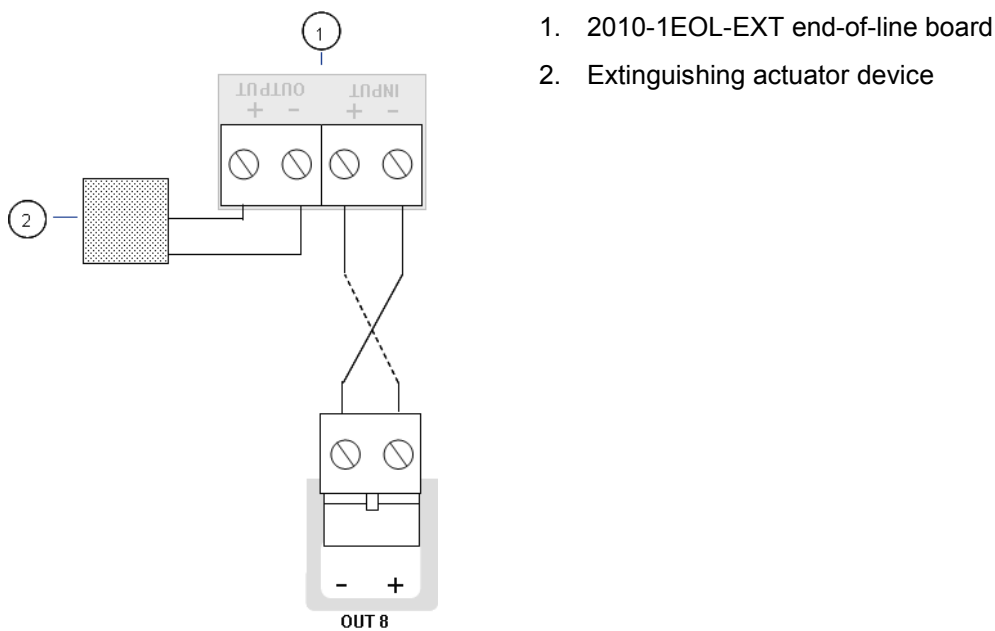 1
1. 2010-1EOL-EXT end-of-line board
2. Extinguishing actuator device
OUTPUT INPUT
+ - + -
2
- +
OUT 8